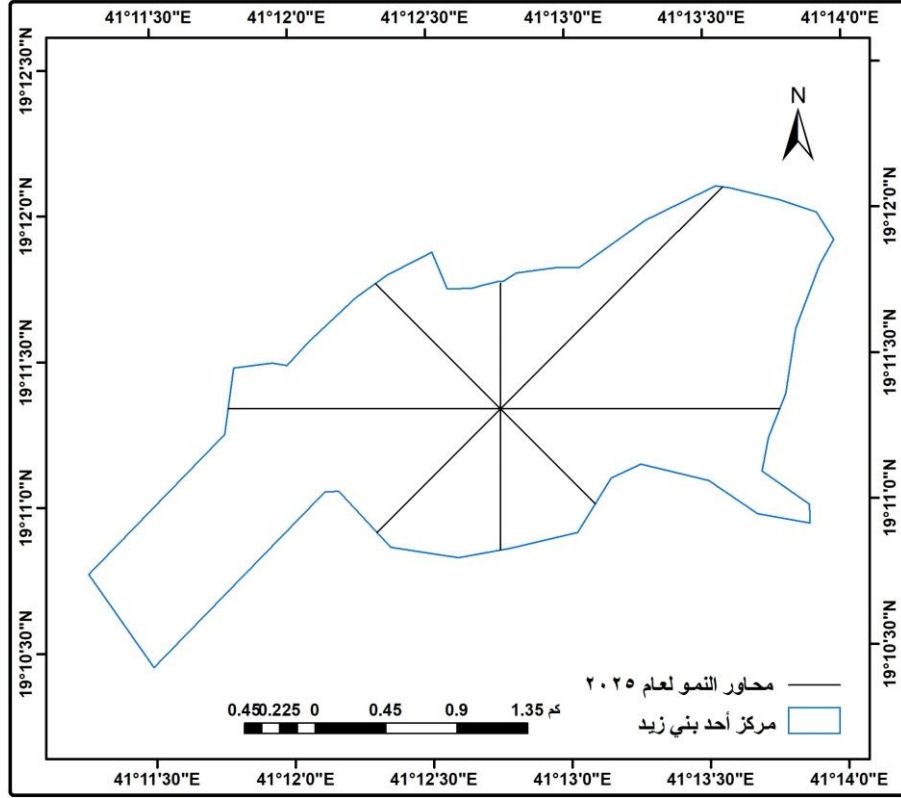 41°11'30"E 41°12'0"E 41°12'30"E 41°13'0"E 41°13'30"E 41°14'0"E
19°12'30"N
N
19°12'0"N 19°12'0"N
19°11'30"N 19°11'30"N
19°11'0"N 19°11'0"N
19°10'30"N 19°10'30"N
محاور النمو لعام ٢٠٢٥
0.45 0.225 0 0.45 0.9 1.35 كم
مركز أحد بني زيد
41°11'30"E 41°12'0"E 41°12'30"E 41°13'0"E 41°13'30"E 41°14'0"E